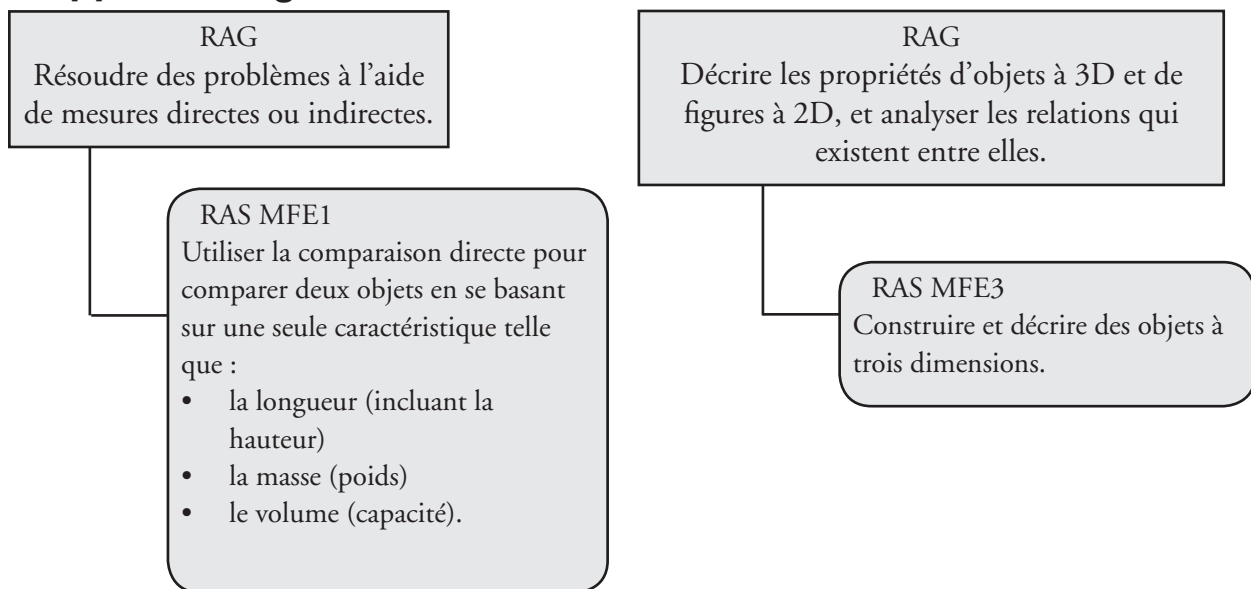 RAG
Résoudre des problèmes à l'aide
de mesures directes ou indirectes.
RAS MFE1
Utiliser la comparaison directe pour
comparer deux objets en se basant
sur une seule caractéristique telle
que :
• la longueur (incluant la
hauteur)
• la masse (poids)
• le volume (capacité).
RAG
Décrire les propriétés d'objets à 3D et de
figures à 2D, et analyser les relations qui
existent entre elles.
RAS MFE3
Construire et décrire des objets à
trois dimensions.